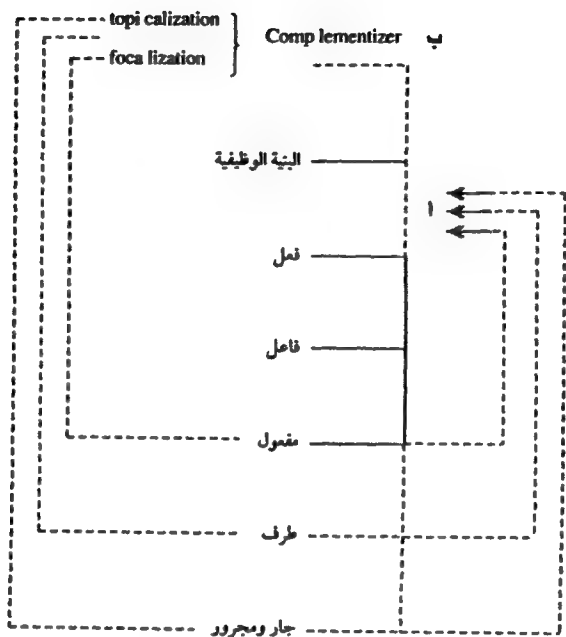 topi calization
Comp lementizer ب
foca lization
البنية الوظيفية
ا
فعل
فاعل
مفعول
ظرف
جار ومجرور